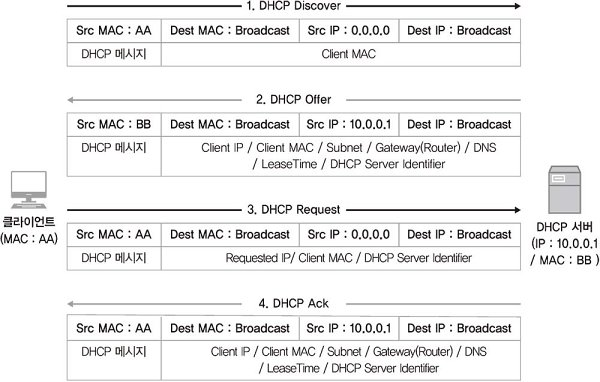 1. DHCP Discover
Src MAC : AA Dest MAC : Broadcast Src IP : 0.0.0.0 Dest IP : Broadcast
DHCP 메시지 Client MAC
2. DHCP Offer
Src MAC : BB Dest MAC : Broadcast Src IP : 10.0.0.1 Dest IP : Broadcast
DHCP 메시지 Client IP / Client MAC / Subnet / Gateway(Router) / DNS
/ LeaseTime / DHCP Server Identifier
클라이언트
(MAC : AA)
3. DHCP Request
Src MAC : AA Dest MAC : Broadcast Src IP : 0.0.0.0 Dest IP : Broadcast
DHCP 메시지 Requested IP/ Client MAC / DHCP Server Identifier
DHCP 서버
(IP : 10.0.0.1
/ MAC : BB )
4. DHCP Ack
Src MAC : AA Dest MAC : Broadcast Src IP : 10.0.0.1 Dest IP : Broadcast
DHCP 메시지 Client IP / Client MAC / Subnet / Gateway(Router) / DNS
/ LeaseTime / DHCP Server Identifier